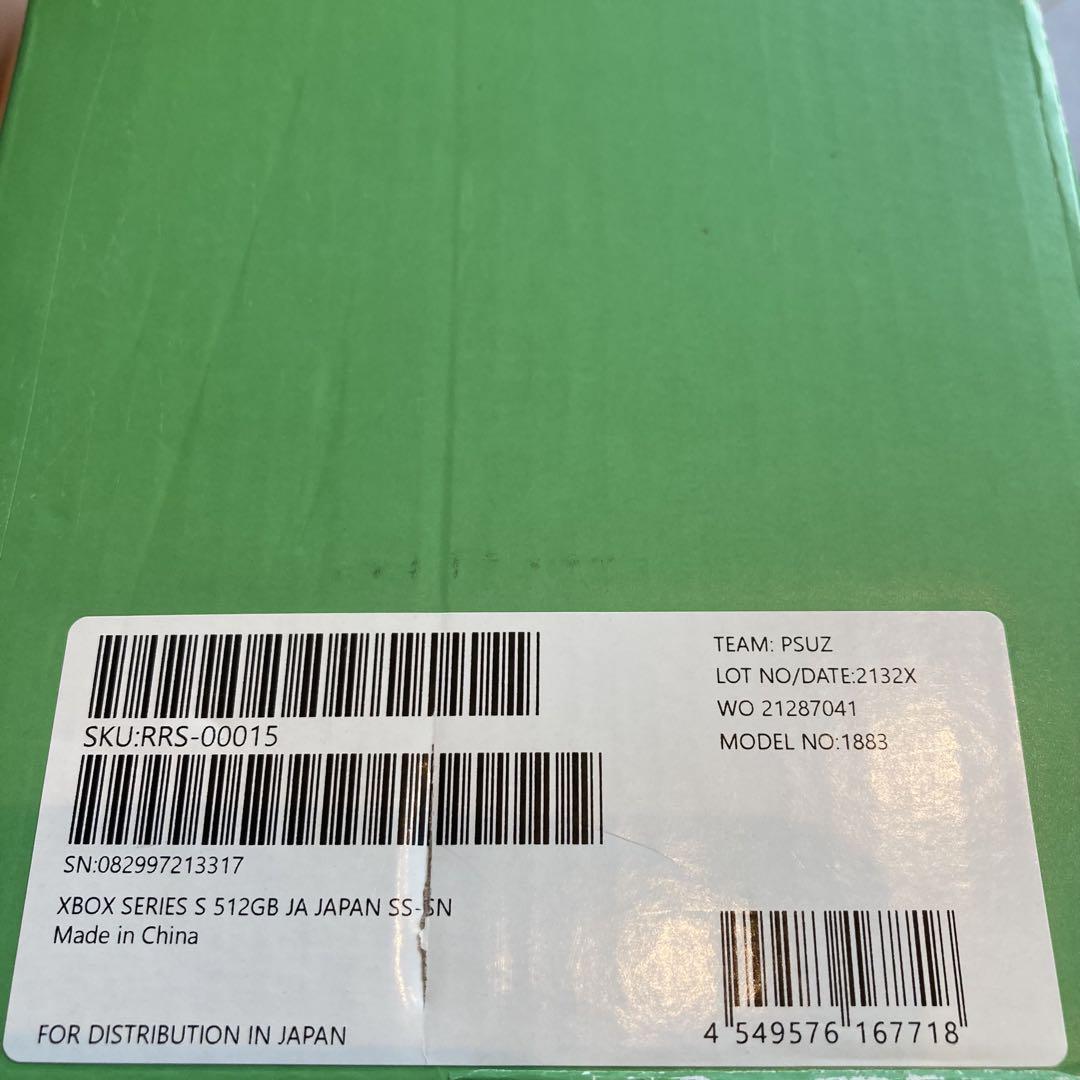 SKU:RRS-00015
SN:082997213317
XBOX SERIES S 512GB JA JAPAN SS-SN
Made in China
FOR DISTRIBUTION IN JAPAN
TEAM: PSUZ
LOT NO/DATE:2132X
WO 21287041
MODEL NO:1883
4 549576 167718